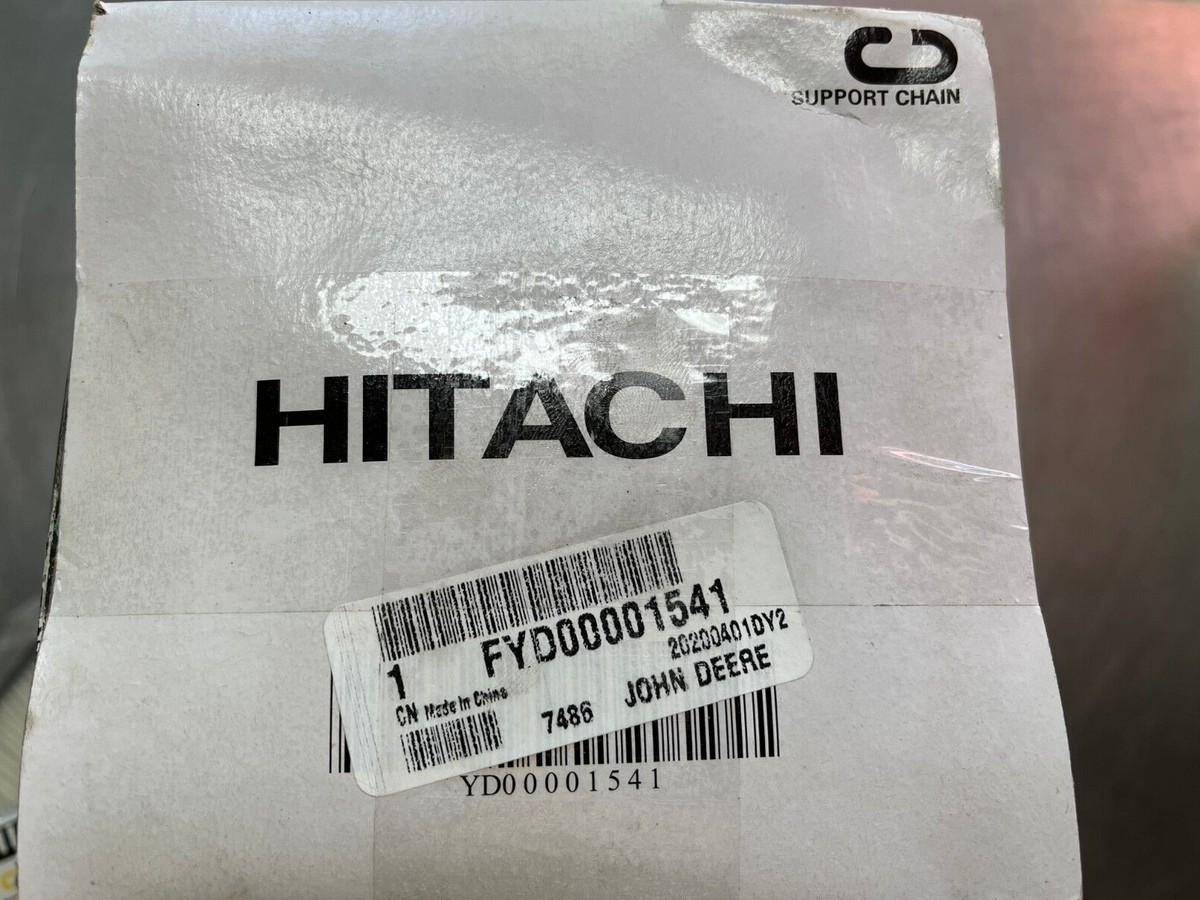 SUPPORT CHAIN
HITACHI
1 FYD00001541
20200401DY2
CN Made In China
7486 JOHN DEERE
YD00001541